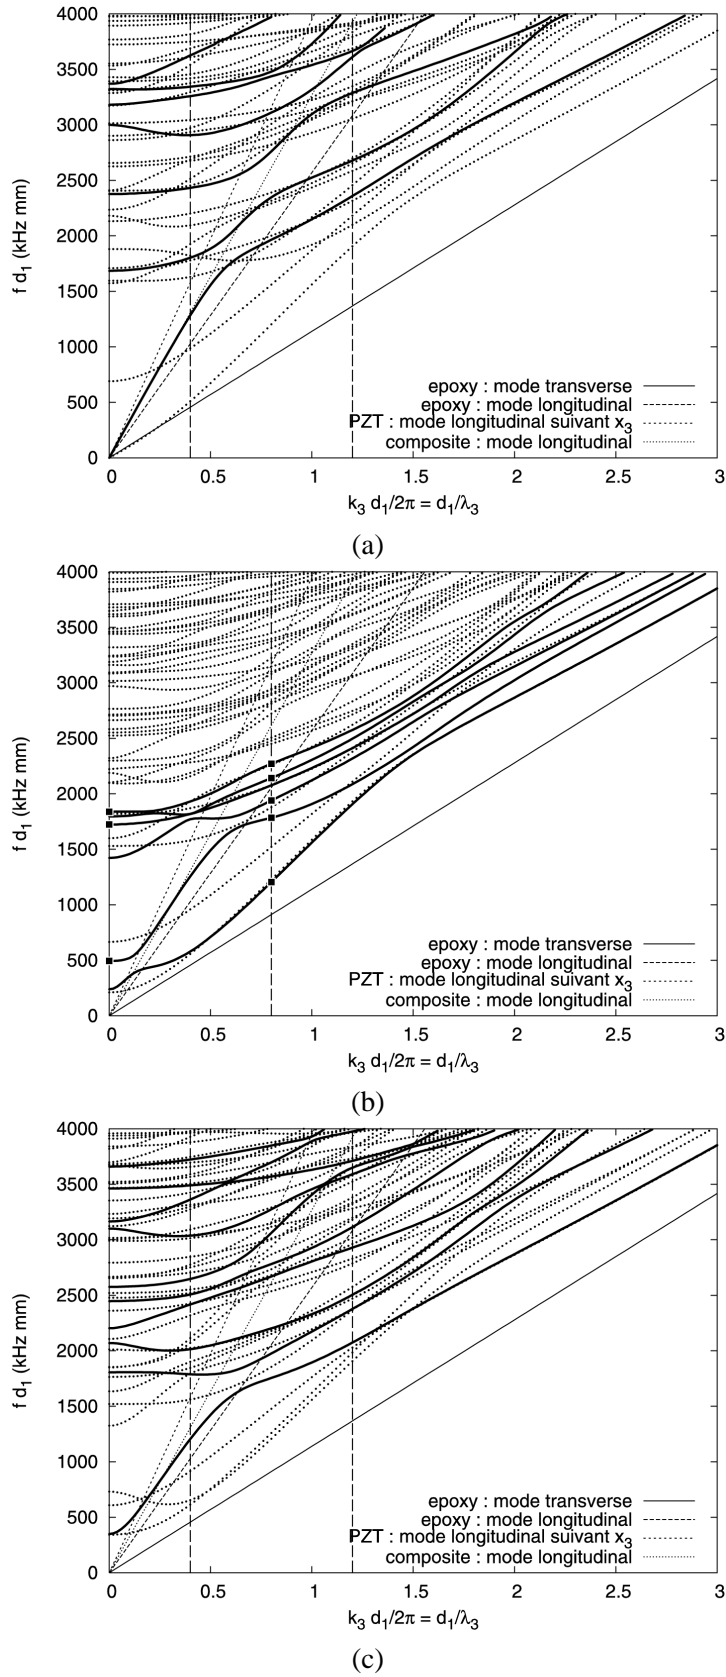 4000
3500
3000
2500
2000
1500
1000
500
0
f d₁ (kHz mm)
epoxy : mode transverse
epoxy : mode longitudinal
PZT : mode longitudinal suivant x₃
composite : mode longitudinal
0 0.5 1 1.5 2 2.5 3
k₃ d₁/2π = d₁/λ₃
(a)
4000
3500
3000
2500
2000
1500
1000
500
0
f d₁ (kHz mm)
epoxy : mode transverse
epoxy : mode longitudinal
PZT : mode longitudinal suivant x₃
composite : mode longitudinal
0 0.5 1 1.5 2 2.5 3
k₃ d₁/2π = d₁/λ₃
(b)
4000
3500
3000
2500
2000
1500
1000
500
0
f d₁ (kHz mm)
epoxy : mode transverse
epoxy : mode longitudinal
PZT : mode longitudinal suivant x₃
composite : mode longitudinal
0 0.5 1 1.5 2 2.5 3
k₃ d₁/2π = d₁/λ₃
(c)